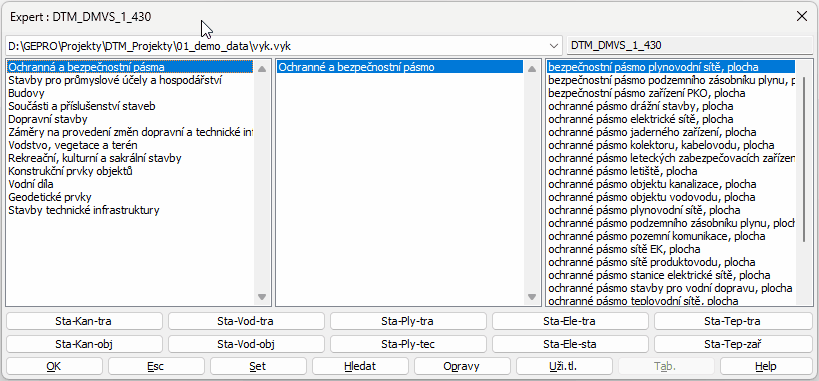 Expert : DTM_DMVS_1_430
D:\GEPRO\Projekty\DTM_Projekty\01_demo_data\vyk.vyk
DTM_DMVS_1_430
Ochranná a bezpečnostní pásma
Stavby pro průmyslové účely a hospodářství
Budovy
Součásti a příslušenství staveb
Dopravní stavby
Záměry na provedení změn dopravní a technické in
Vodstvo, vegetace a terén
Rekreační, kulturní a sakrální stavby
Konstrukční prvky objektů
Vodní díla
Geodetické prvky
Stavby technické infrastruktury
Ochranné a bezpečnostní pásmo
bezpečnostní pásmo plynovodní sítě, plocha
bezpečnostní pásmo podzemního zásobníku plynu, p
bezpečnostní pásmo zařízení PKO, plocha
ochranné pásmo drážní stavby, plocha
ochranné pásmo elektrické sítě, plocha
ochranné pásmo jaderného zařízení, plocha
ochranné pásmo kolektoru, kabelovodu, plocha
ochranné pásmo leteckých zabezpečovacích zařízen
ochranné pásmo letiště, plocha
ochranné pásmo objektu kanalizace, plocha
ochranné pásmo objektu vodovodu, plocha
ochranné pásmo plynovodní sítě, plocha
ochranné pásmo podzemního zásobníku plynu, ploch
ochranné pásmo pozemní komunikace, plocha
ochranné pásmo sítě EK, plocha
ochranné pásmo sítě produktovodu, plocha
ochranné pásmo stanice elektrické sítě, plocha
ochranné pásmo stavby pro vodní dopravu, plocha
ochranné pásmo teplovodní sítě, plocha
Sta-Kan-tra
Sta-Vod-tra
Sta-Ply-tra
Sta-Ele-tra
Sta-Tep-tra
Sta-Kan-obj
Sta-Vod-obj
Sta-Ply-tec
Sta-Ele-sta
Sta-Tep-zař
OK
Esc
Set
Hledat
Opravy
Uži.tl.
Tab.
Help